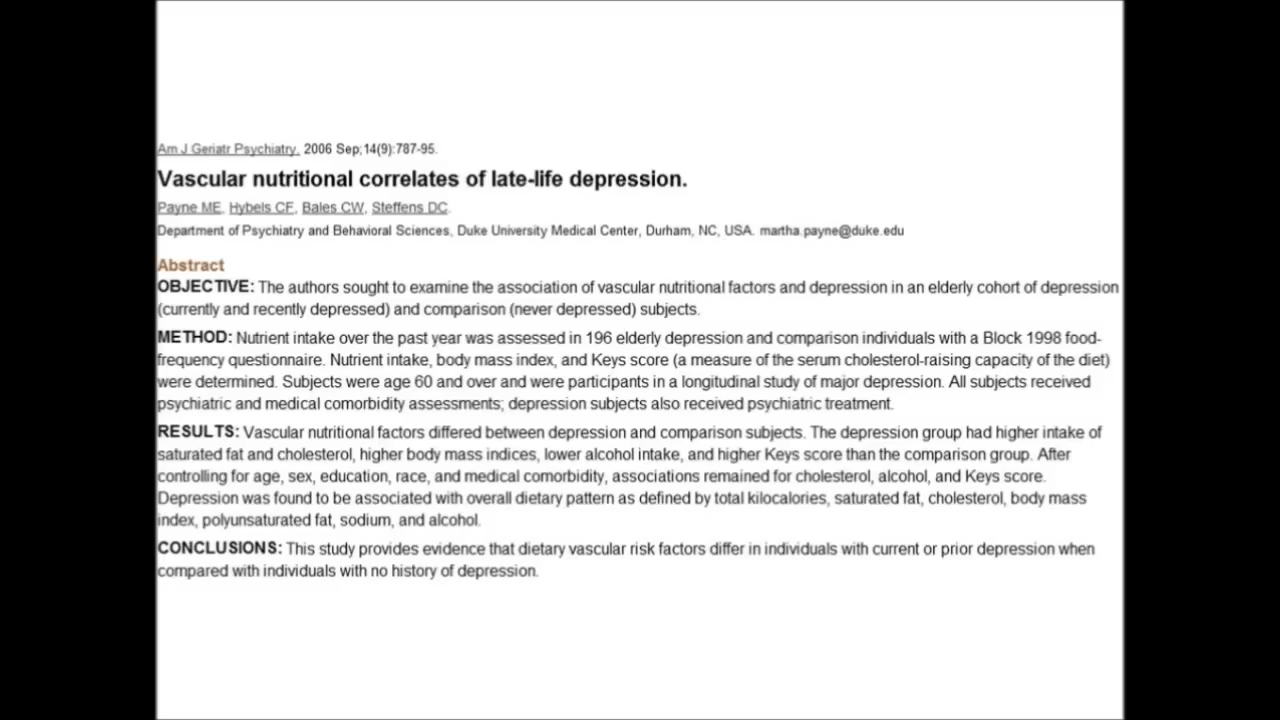 Am J Geriatr Psychiatry. 2006 Sep;14(9):787-95.
Vascular nutritional correlates of late-life depression.
Payne ME, Hybels CF, Bales CW, Steffens DC.
Department of Psychiatry and Behavioral Sciences, Duke University Medical Center, Durham, NC, USA. martha.payne@duke.edu
Abstract
OBJECTIVE: The authors sought to examine the association of vascular nutritional factors and depression in an elderly cohort of depression
(currently and recently depressed) and comparison (never depressed) subjects.
METHOD: Nutrient intake over the past year was assessed in 196 elderly depression and comparison individuals with a Block 1998 food-
frequency questionnaire. Nutrient intake, body mass index, and Keys score (a measure of the serum cholesterol-raising capacity of the diet)
were determined. Subjects were age 60 and over and were participants in a longitudinal study of major depression. All subjects received
psychiatric and medical comorbidity assessments; depression subjects also received psychiatric treatment.
RESULTS: Vascular nutritional factors differed between depression and comparison subjects. The depression group had higher intake of
saturated fat and cholesterol, higher body mass indices, lower alcohol intake, and higher Keys score than the comparison group. After
controlling for age, sex, education, race, and medical comorbidity, associations remained for cholesterol, alcohol, and Keys score.
Depression was found to be associated with overall dietary pattern as defined by total kilocalories, saturated fat, cholesterol, body mass
index, polyunsaturated fat, sodium, and alcohol.
CONCLUSIONS: This study provides evidence that dietary vascular risk factors differ in individuals with current or prior depression when
compared with individuals with no history of depression.